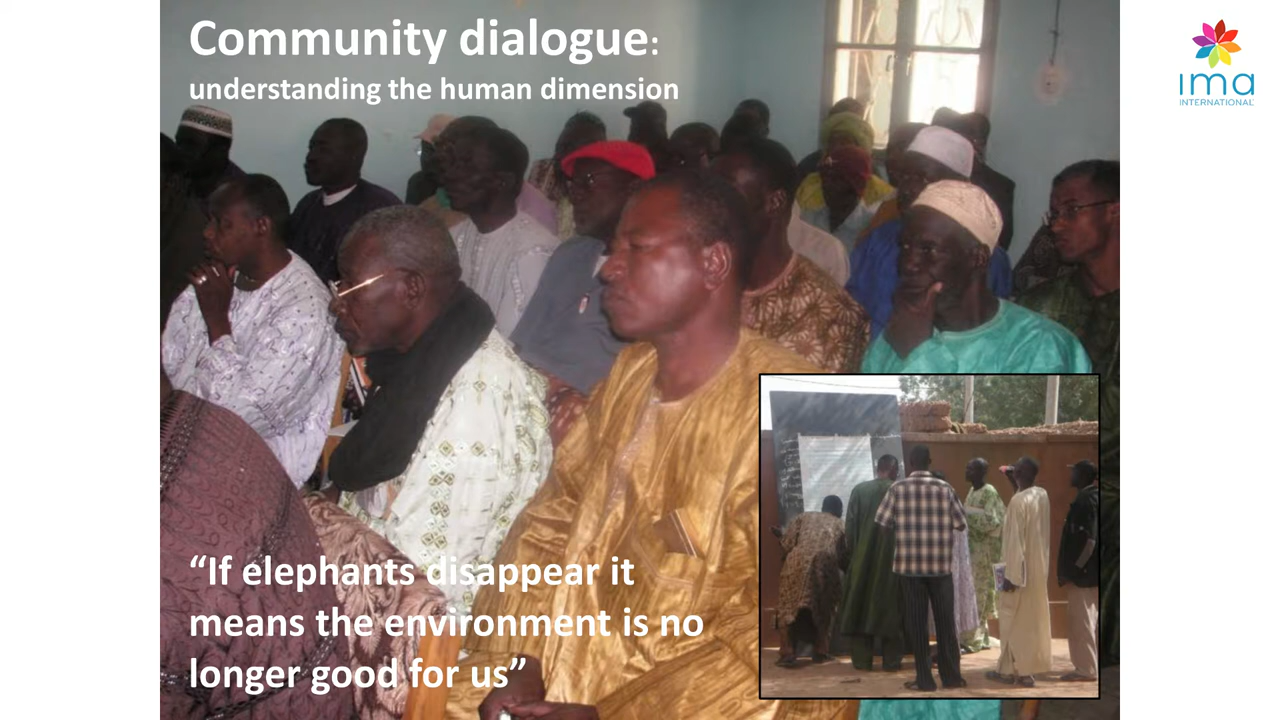 Community dialogue:
understanding the human dimension
ima
INTERNATIONAL
“If elephants disappear it
means the environment is no
longer good for us”